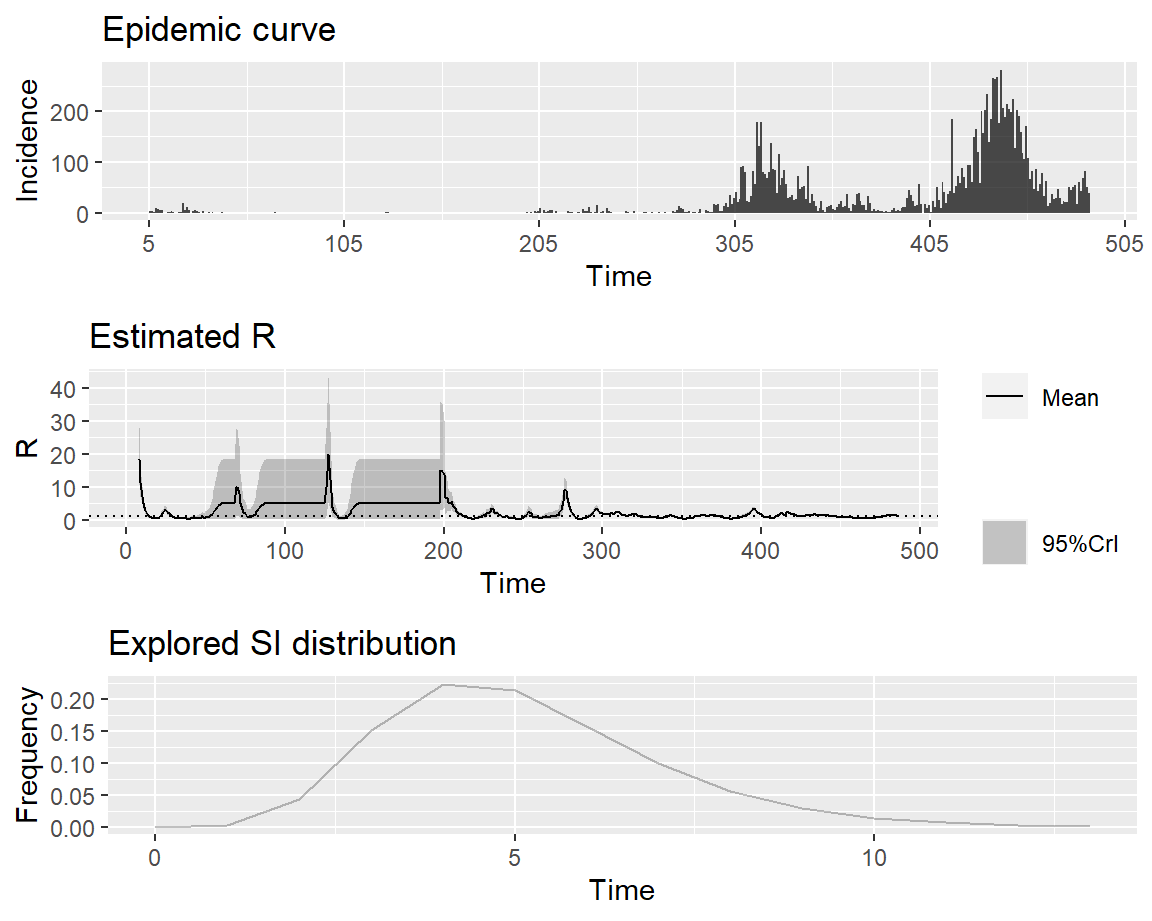 Epidemic curve
Incidence
200
100
0
5 105 205 305 405 505
Time
Estimated R
R
40
30
20
10
0
0 100 200 300 400 500
Time
Mean
95%CrI
Explored SI distribution
Frequency
0.20
0.15
0.10
0.05
0.00
0 5 10
Time